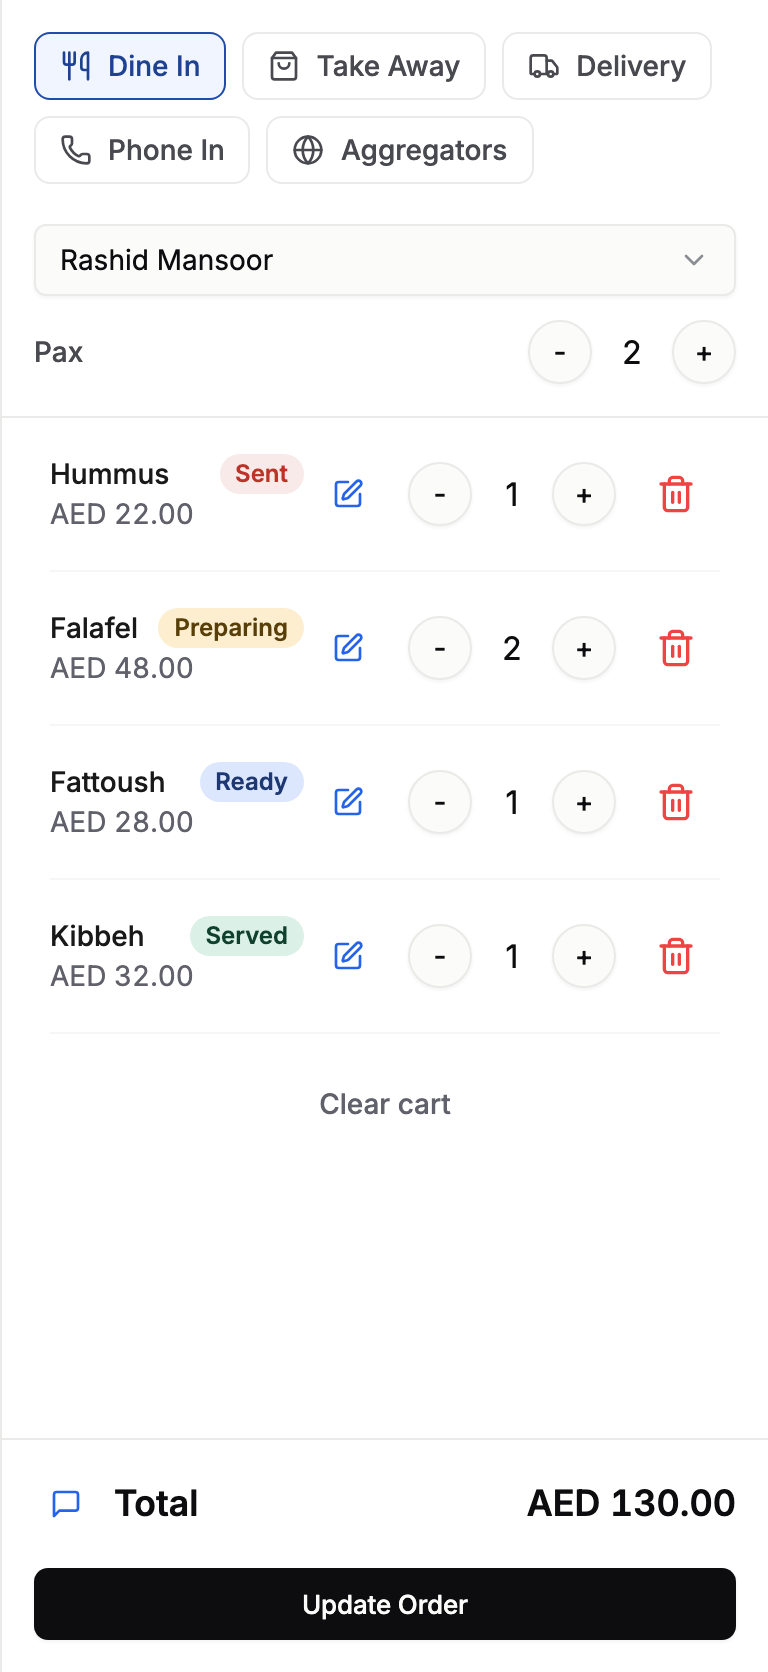 Dine In
Take Away
Delivery
Phone In
Aggregators
Rashid Mansoor
Pax - 2 +
Hummus Sent - 1 +
AED 22.00
Falafel Preparing - 2 +
AED 48.00
Fattoush Ready - 1 +
AED 28.00
Kibbeh Served - 1 +
AED 32.00
Clear cart
Total AED 130.00
Update Order